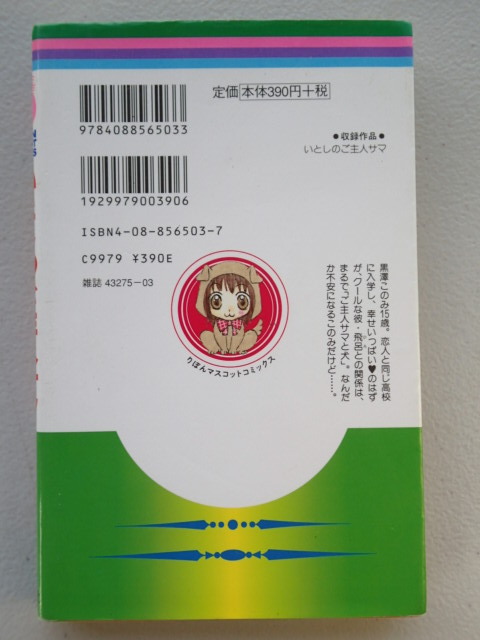 9784088565033
定価 本体390円+税
●収録作品●
いとしのご主人サマ
1929979003906
ISBN4-08-856503-7
C9979 ¥390E
雑誌 43275-03
りぼんマスコットコミックス
黒澤このみ15歳。恋人と同じ高校
に入学し、幸せいっぱい♥のはず
が、クールな彼・飛呂との関係は、
まるで“ご主人サマと犬”。なんだ
か不安になるこのみだけど……。